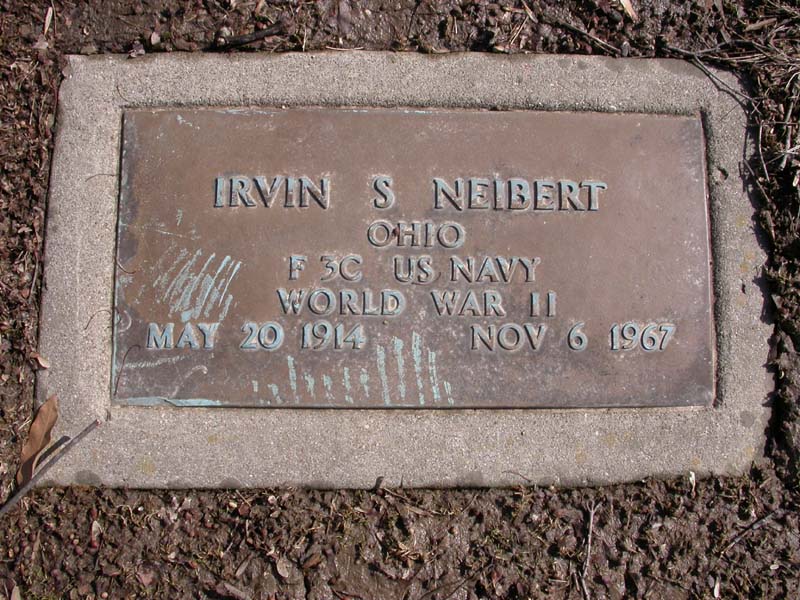 IRVIN S NEIBERT
OHIO
F 3C US NAVY
WORLD WAR II
MAY 20 1914 NOV 6 1967